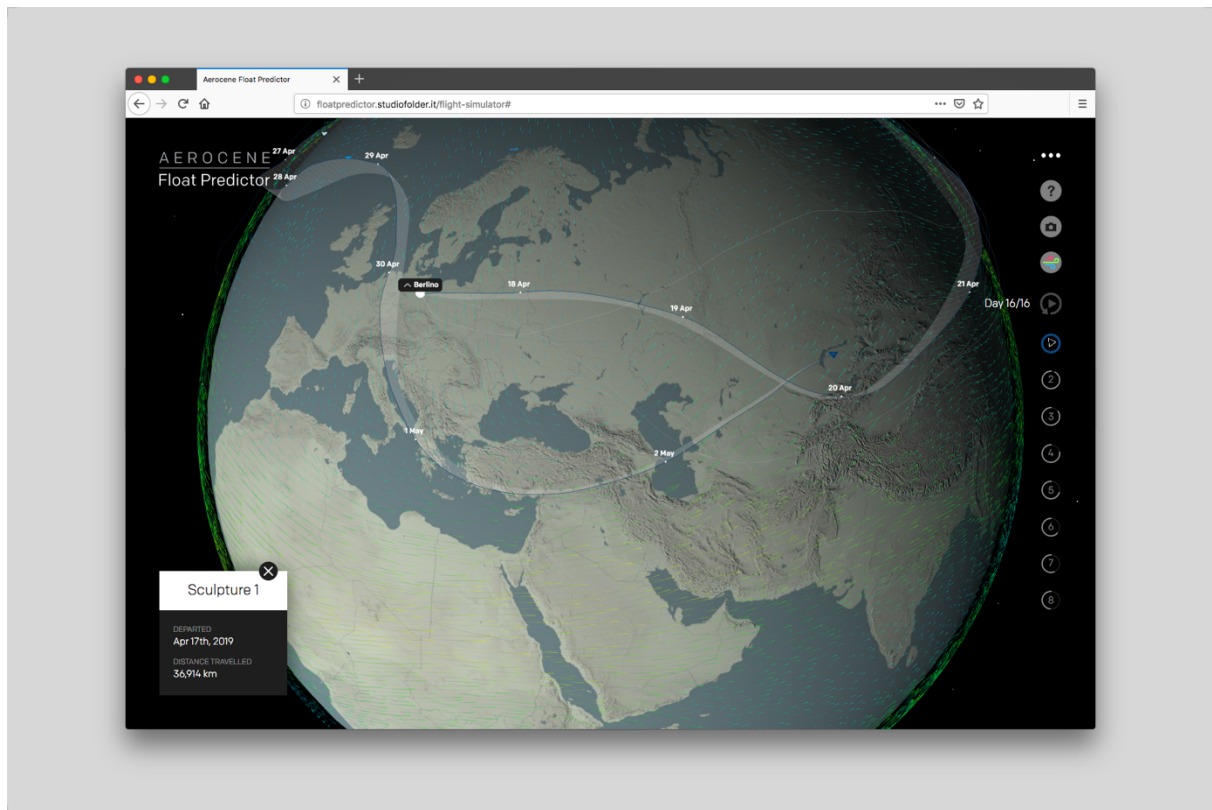 Aerocene Float Predictor
floatpredictor.studiofolder.it/flight-simulator#
AEROCENE
Float Predictor
27 Apr
28 Apr
29 Apr
30 Apr
Berlino
18 Apr
19 Apr
20 Apr
21 Apr
1 May
2 May
?
Day 16/16
2
3
4
5
6
7
8
Sculpture 1
DEPARTED
Apr 17th, 2019
DISTANCE TRAVELLED
36,914 km